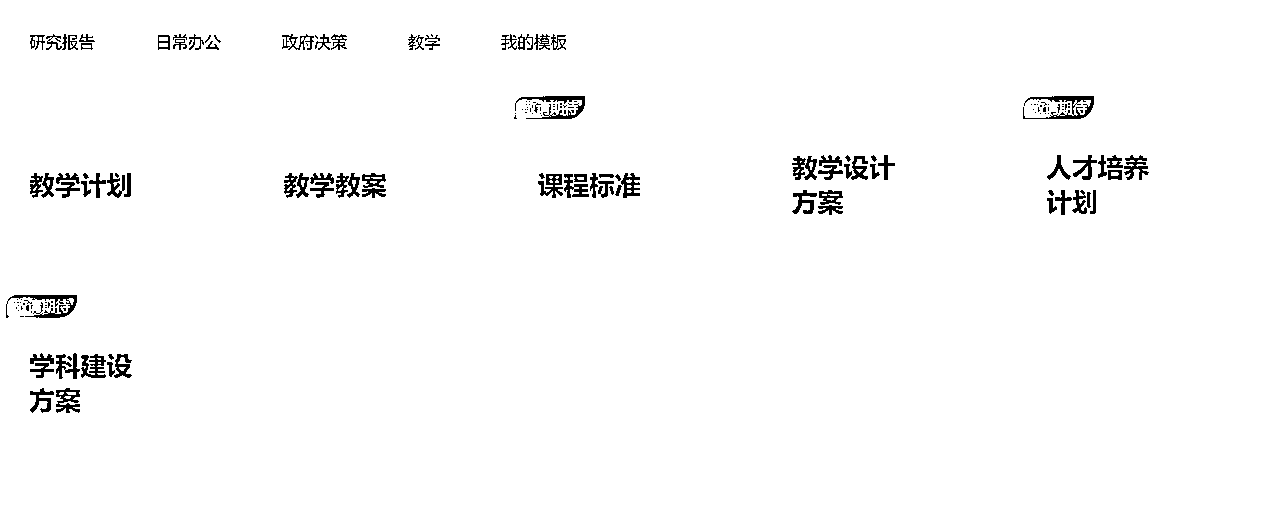 研究报告 日常办公 政府决策 教学 我的模板
敬请期待 敬请期待
教学计划 教学教案 课程标准 教学设计 人才培养
方案 计划
敬请期待
学科建设
方案